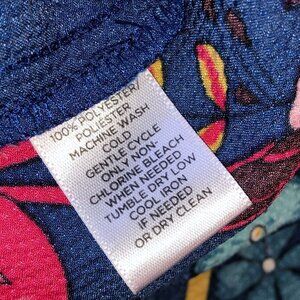 100% POLYESTER/
POLIÉSTER
MACHINE WASH
COLD
GENTLE CYCLE
ONLY NON-
CHLORINE BLEACH
WHEN NEEDED
TUMBLE DRY LOW
COOL IRON
IF NEEDED
OR DRY CLEAN